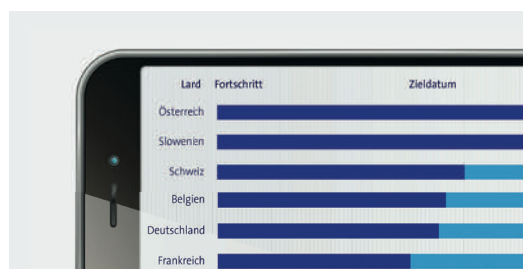 Lard Fortschritt Zieldatum
Österreich
Slowenien
Schweiz
Belgien
Deutschland
Frankreich